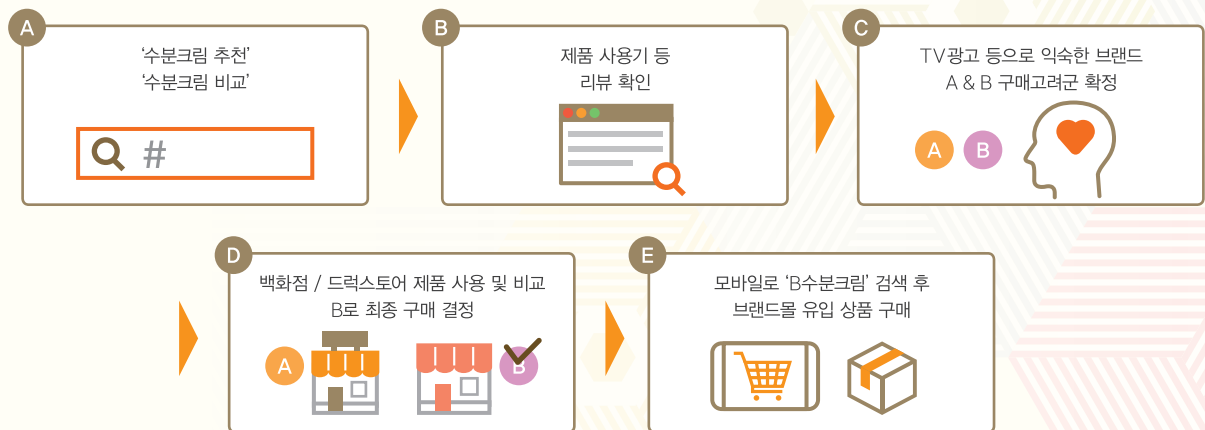 A
‘수분크림 추천’
‘수분크림 비교’
#
B
제품 사용기 등
리뷰 확인
C
TV광고 등으로 익숙한 브랜드
A & B 구매고려군 확정
A B
D
백화점 / 드럭스토어 제품 사용 및 비교
B로 최종 구매 결정
A B
E
모바일로 ‘B수분크림’ 검색 후
브랜드몰 유입 상품 구매